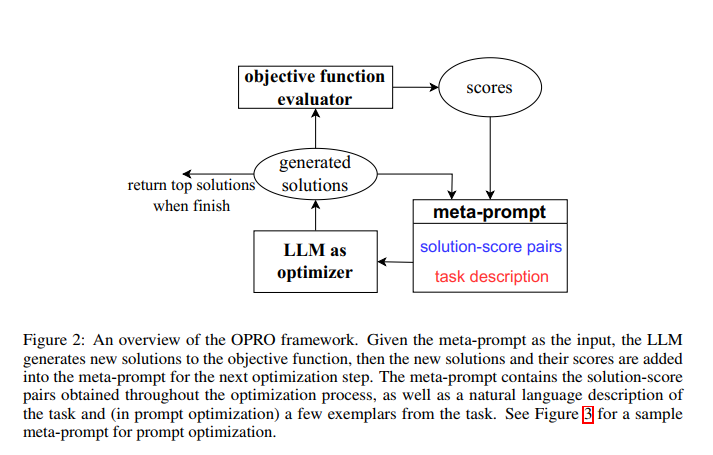 objective function
evaluator
scores
generated
solutions
return top solutions
when finish
meta-prompt
solution-score pairs
task description
LLM as
optimizer
Figure 2: An overview of the OPRO framework. Given the meta-prompt as the input, the LLM
generates new solutions to the objective function, then the new solutions and their scores are added
into the meta-prompt for the next optimization step. The meta-prompt contains the solution-score
pairs obtained throughout the optimization process, as well as a natural language description of
the task and (in prompt optimization) a few exemplars from the task. See Figure 3 for a sample
meta-prompt for prompt optimization.